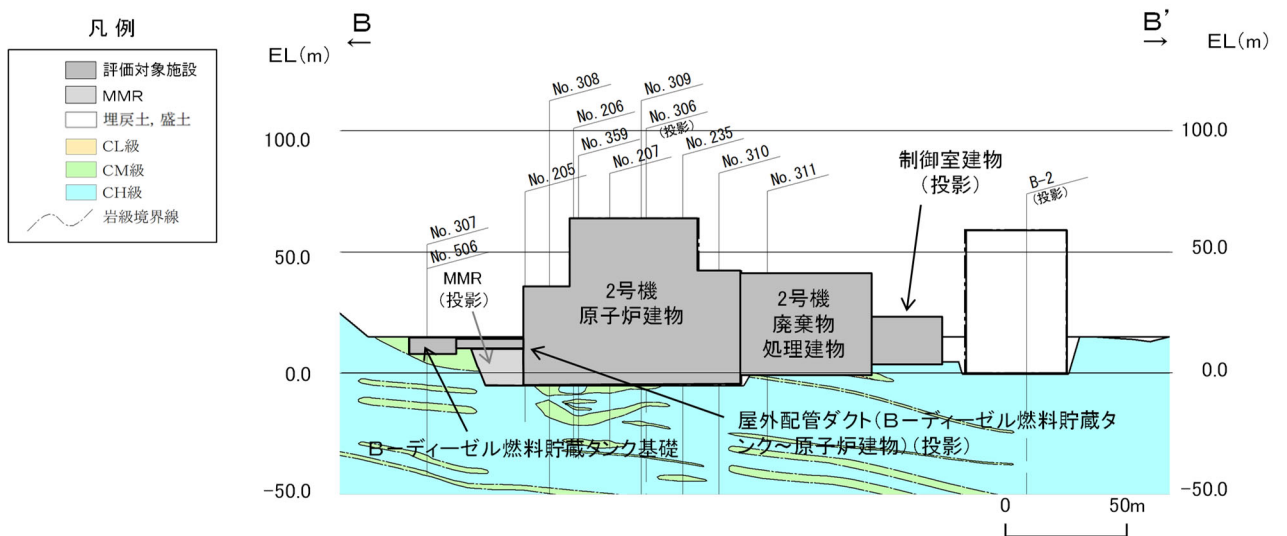 凡例
評価対象施設
MMR
埋戻土，盛土
CL級
CM級
CH級
岩級境界線
B
B’
EL(m)
EL(m)
No. 308
No. 309
No. 206
No. 306
(投影)
No. 359
No. 235
No. 207
No. 310
No. 205
No. 311
100.0
100.0
制御室建物
(投影)
B-2
(投影)
No. 307
No. 506
50.0
50.0
MMR
(投影)
2号機
原子炉建物
2号機
廃棄物
処理建物
0.0
0.0
屋外配管ダクト(B－ディーゼル燃料貯蔵タ
ンク～原子炉建物)(投影)
B－ディーゼル燃料貯蔵タンク基礎
-50.0
-50.0
0
50m